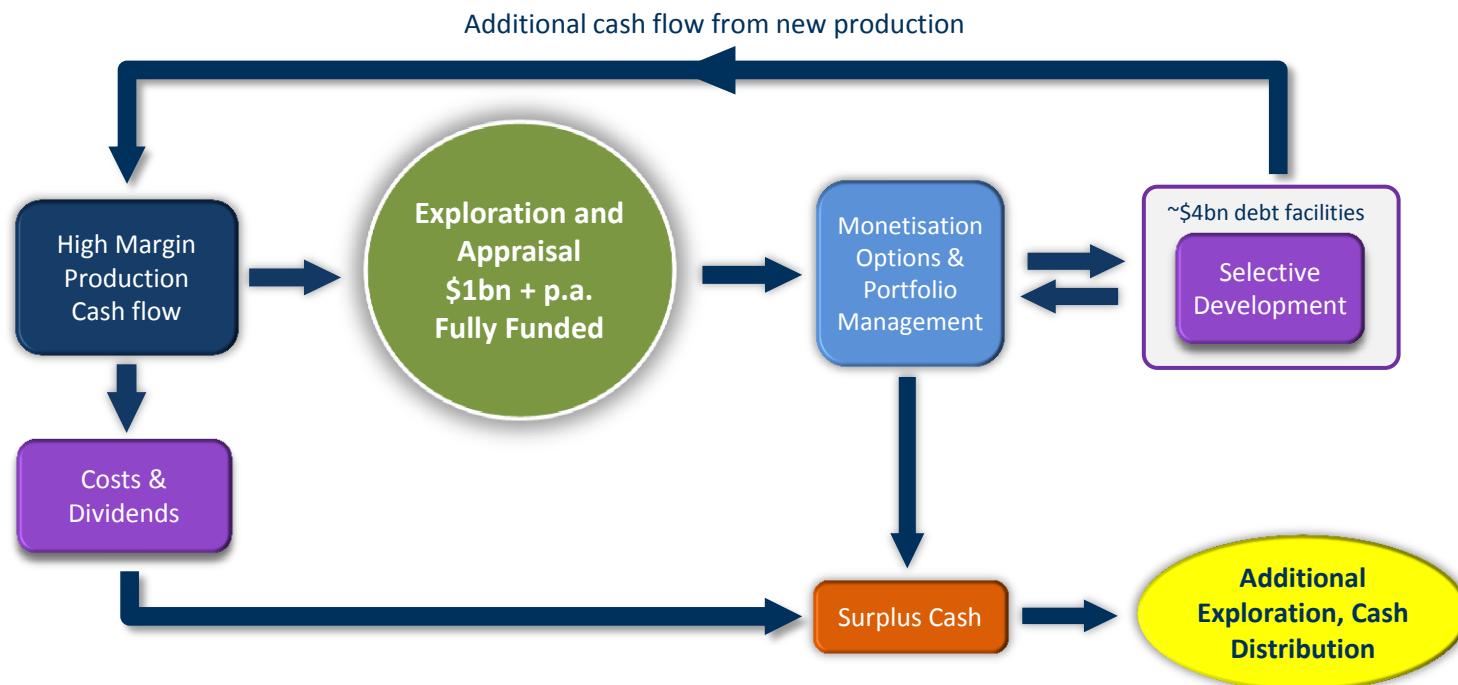 Additional cash flow from new production
High Margin
Production
Cash flow
Exploration and
Appraisal
$1bn + p.a.
Fully Funded
Monetisation
Options &
Portfolio
Management
~$4bn debt facilities
Selective
Development
Costs &
Dividends
Surplus Cash
Additional
Exploration, Cash
Distribution